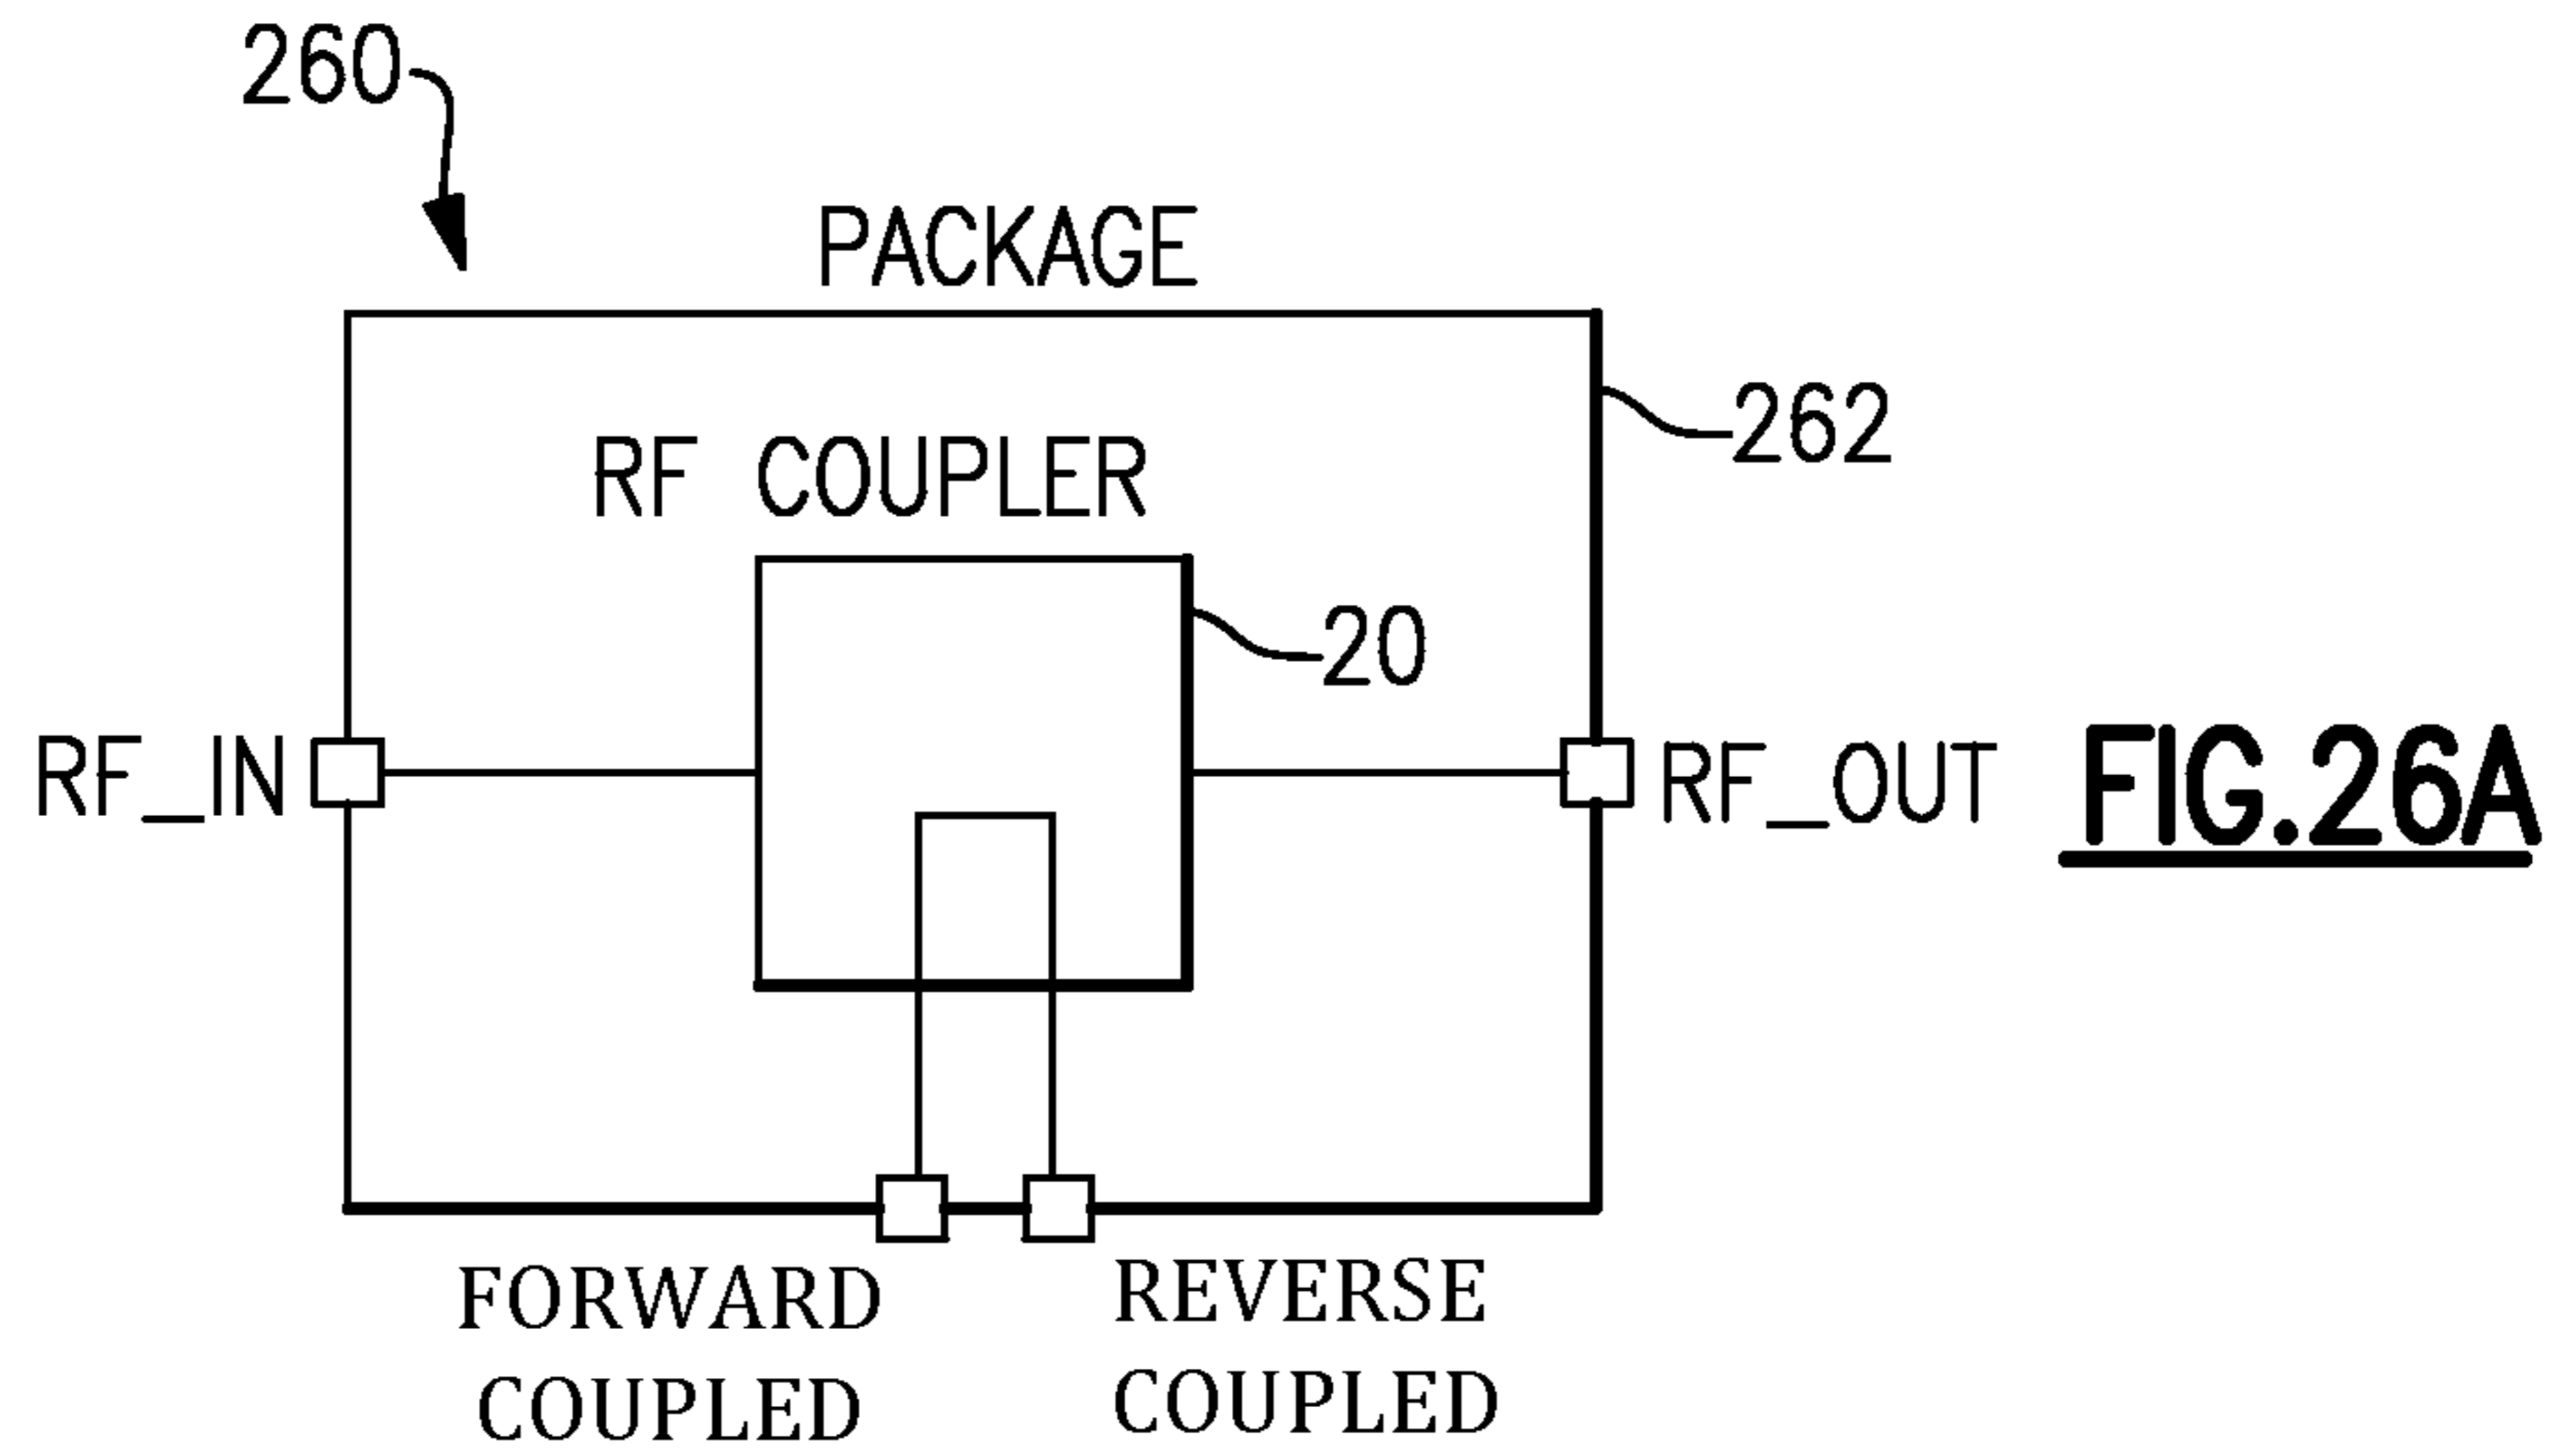 260
PACKAGE
262
RF COUPLER
20
RF_IN
RF_OUT
FIG.26A
FORWARD
COUPLED
REVERSE
COUPLED